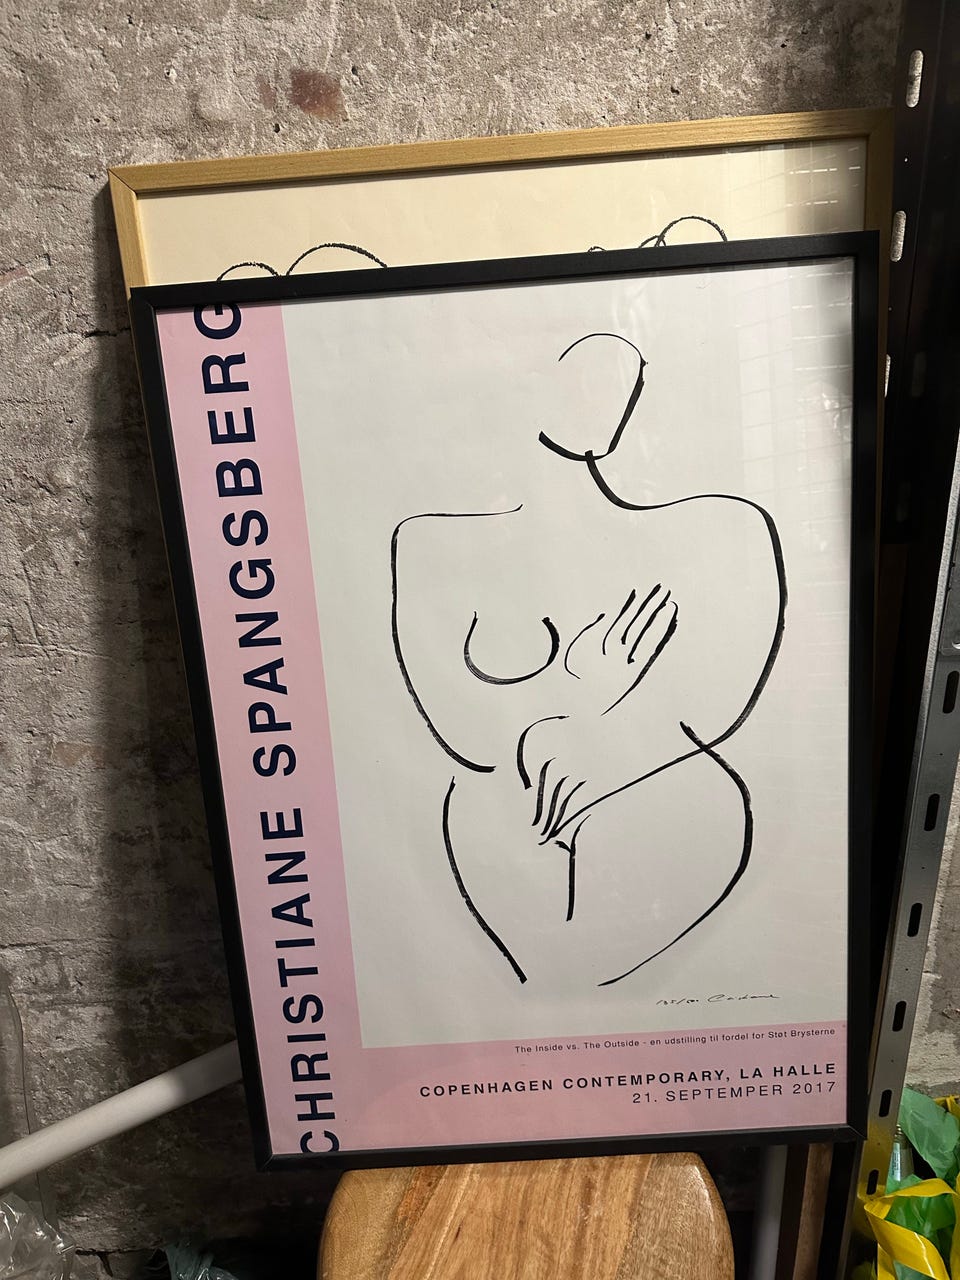 CHRISTIANE SPANGSBERG
The Inside vs. The Outside - en udstilling til fordel for Støt Brysterne
COPENHAGEN CONTEMPORARY, LA HALLE
21. SEPTEMPER 2017